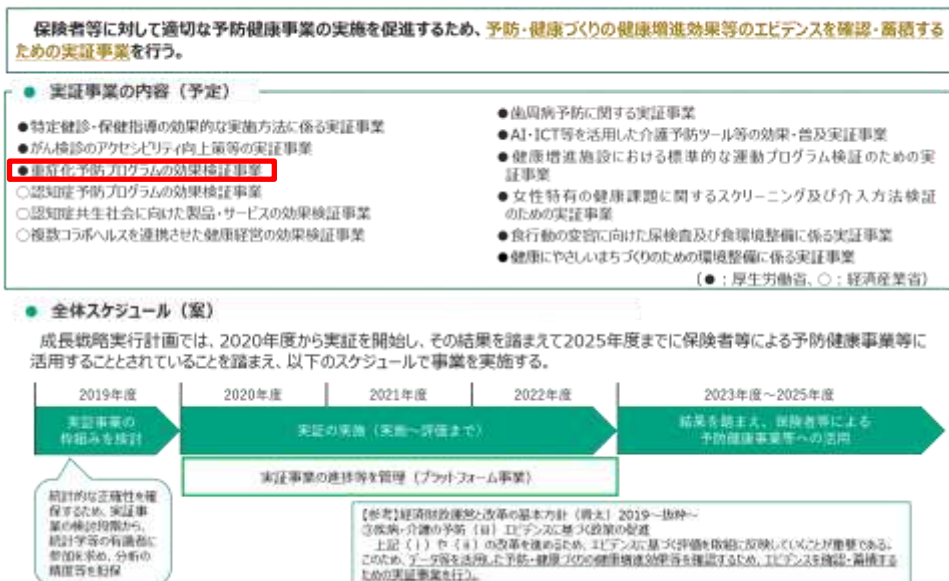 保険者等に対して適切な予防健康事業の実施を促進するため、予防・健康づくりの健康増進効果等のエビデンスを確認・蓄積する
ための実証事業を行う。
● 実証事業の内容（予定）
●特定健診・保健指導の効果的な実施方法に係る実証事業
●がん検診のアクセシビリティ向上策等の実証事業
●重症化予防プログラムの効果検証事業
○認知症予防プログラムの効果検証事業
○認知症共生社会に向けた製品・サービスの効果検証事業
○複数コラボヘルスを連携させた健康経営の効果検証事業
●歯周病予防に関する実証事業
●AI・ICT等を活用した介護予防ツール等の効果・普及実証事業
●健康増進施設における標準的な運動プログラム検証のための実
証事業
●女性特有の健康課題に関するスクリーニング及び介入方法検証
のための実証事業
●食行動の変容に向けた尿検査及び食環境整備に係る実証事業
●健康にやさしいまちづくりのための環境整備に係る実証事業
（●：厚生労働省、○：経済産業省）
● 全体スケジュール（案）
成長戦略実行計画では、2020年度から実証を開始し、その結果を踏まえて2025年度までに保険者等による予防健康事業等に
活用することとされていることを踏まえ、以下のスケジュールで事業を実施する。
2019年度
2020年度
2021年度
2022年度
2023年度～2025年度
実証事業の
枠組みを検討
実証の実施（実施～評価まで）
結果を踏まえ、保険者等による
予防健康事業等への活用
実証事業の進捗等を管理（プラットフォーム事業）
統計的な正確性を確
保するため、実証事
業の検討段階から、
統計学等の有識者に
参加を求め、分析の
精度等を担保
【参考】経済財政運営と改革の基本方針（骨太）2019～抜粋～
③疾病・介護の予防（ⅲ）エビデンスに基づく政策の促進
上記（ⅰ）や（ⅱ）の改革を進めるため、エビデンスに基づく評価を取組に反映していくことが重要である。
このため、データ等を活用した予防・健康づくりの健康増進効果等を確認するため、エビデンスを確認・蓄積する
ための実証事業を行う。